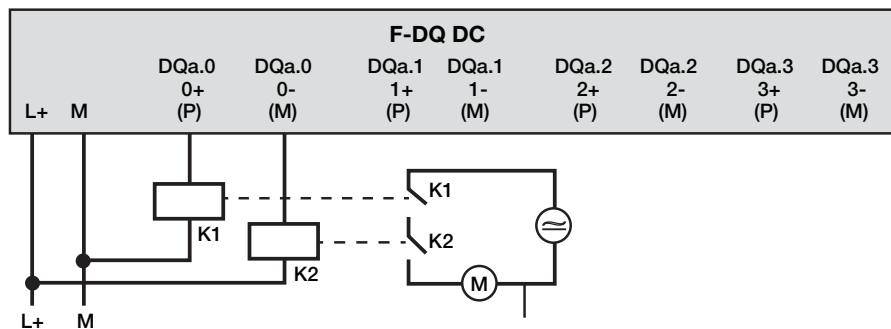 F-DQ DC
DQa.0 DQa.0 DQa.1 DQa.1 DQa.2 DQa.2 DQa.3 DQa.3
0+ 0- 1+ 1- 2+ 2- 3+ 3-
L+ M (P) (M) (P) (M) (P) (M) (P) (M)
K1
K1
K2
K2
M
L+ M